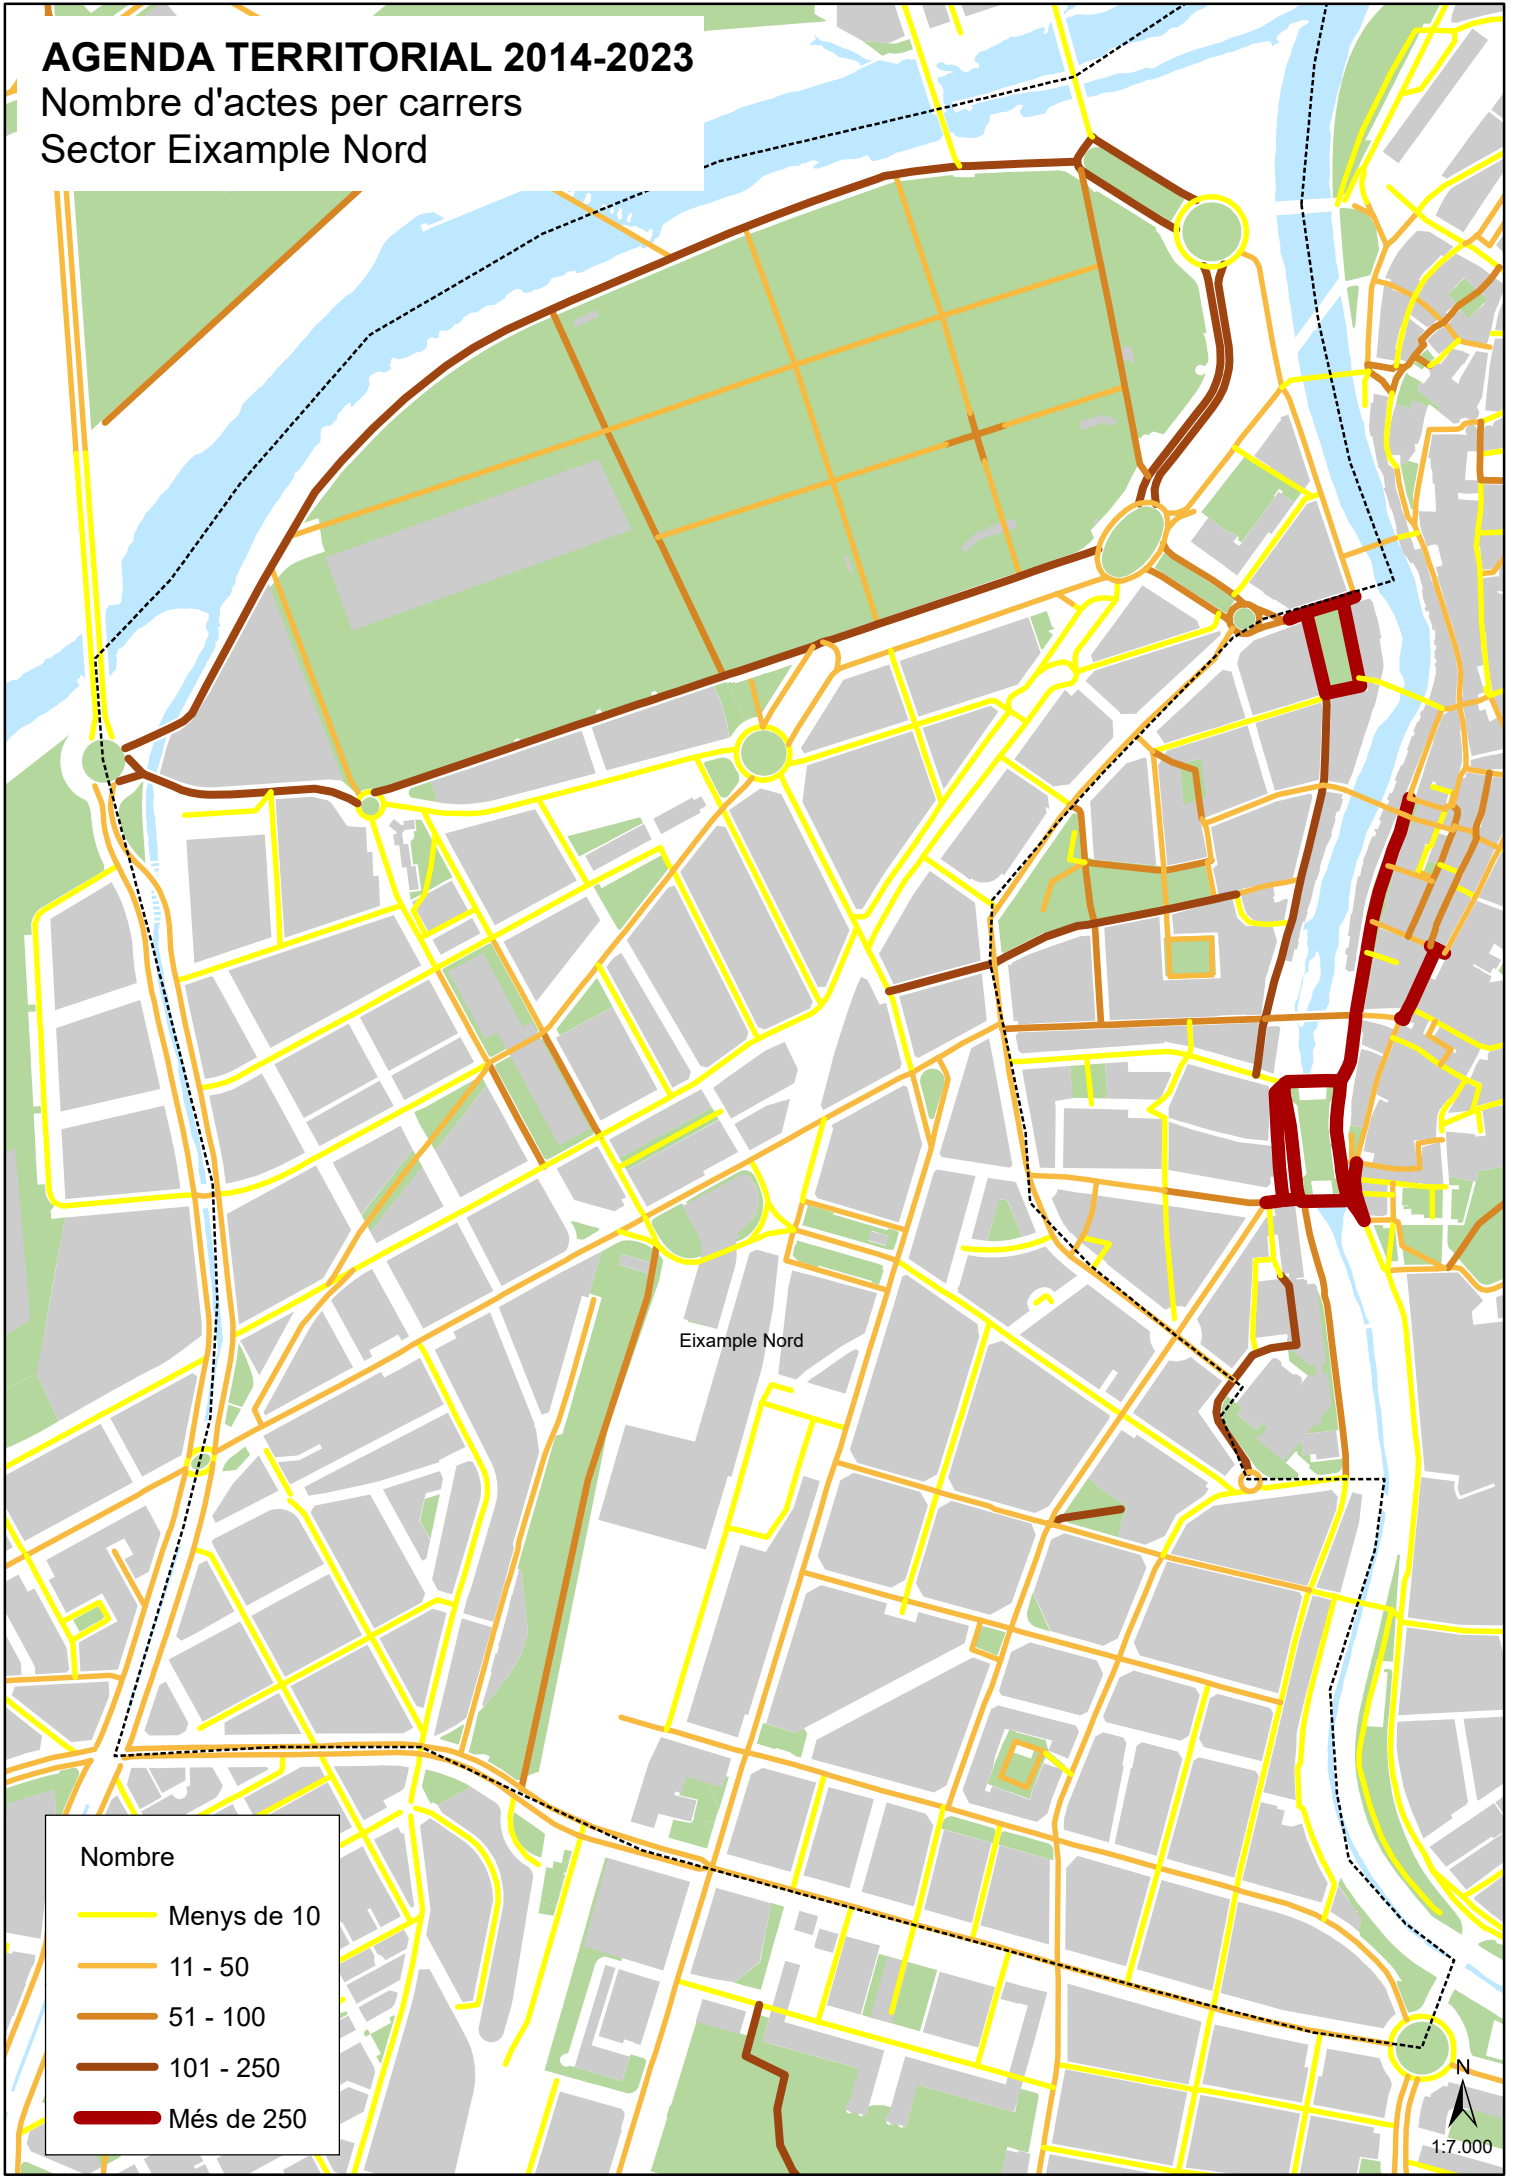 AGENDA TERRITORIAL 2014-2023
Nombre d'actes per carrers
Sector Eixample Nord
Eixample Nord
Nombre
Menys de 10
11 - 50
51 - 100
101 - 250
Més de 250
N
1:7.000